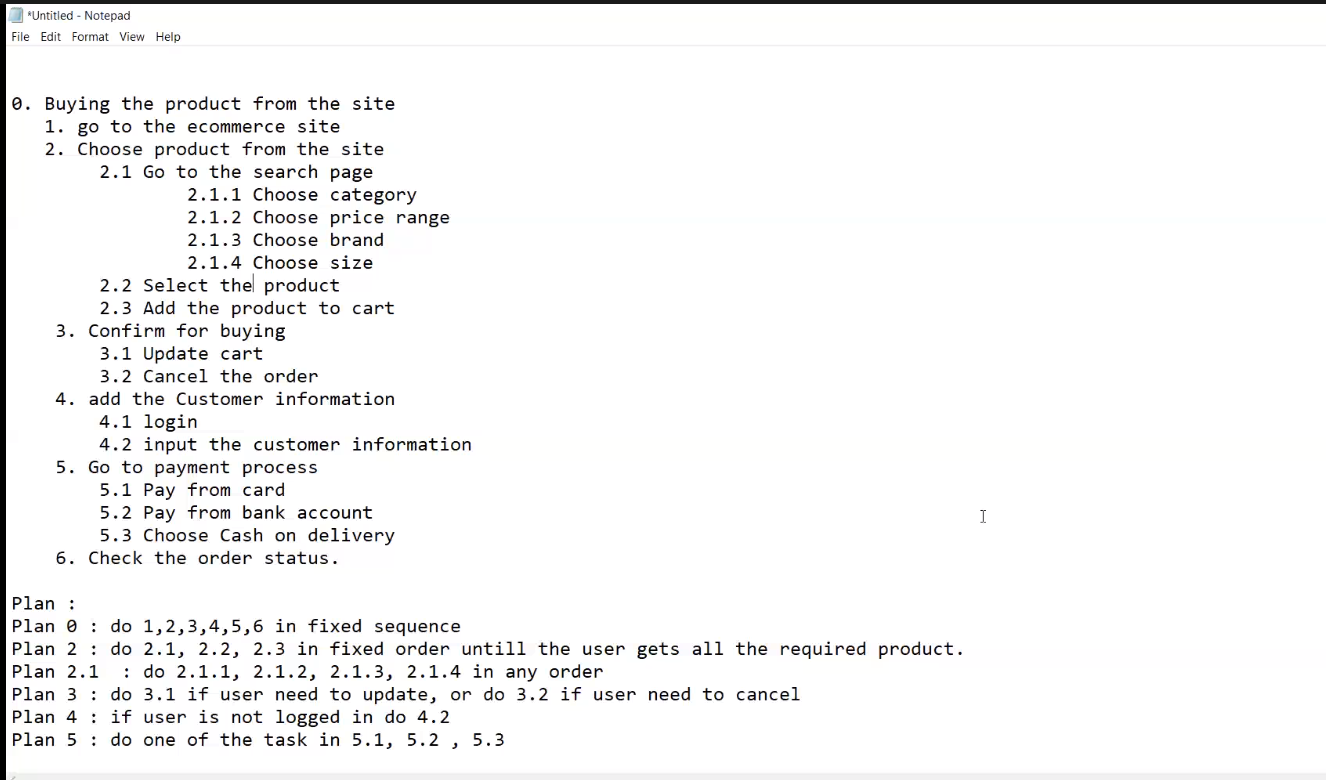 *Untitled - Notepad
File Edit Format View Help
0. Buying the product from the site
1. go to the ecommerce site
2. Choose product from the site
2.1 Go to the search page
2.1.1 Choose category
2.1.2 Choose price range
2.1.3 Choose brand
2.1.4 Choose size
2.2 Select the product
2.3 Add the product to cart
3. Confirm for buying
3.1 Update cart
3.2 Cancel the order
4. add the Customer information
4.1 login
4.2 input the customer information
5. Go to payment process
5.1 Pay from card
5.2 Pay from bank account
5.3 Choose Cash on delivery
6. Check the order status.
Plan :
Plan 0 : do 1,2,3,4,5,6 in fixed sequence
Plan 2 : do 2.1, 2.2, 2.3 in fixed order untill the user gets all the required product.
Plan 2.1  : do 2.1.1, 2.1.2, 2.1.3, 2.1.4 in any order
Plan 3 : do 3.1 if user need to update, or do 3.2 if user need to cancel
Plan 4 : if user is not logged in do 4.2
Plan 5 : do one of the task in 5.1, 5.2 , 5.3